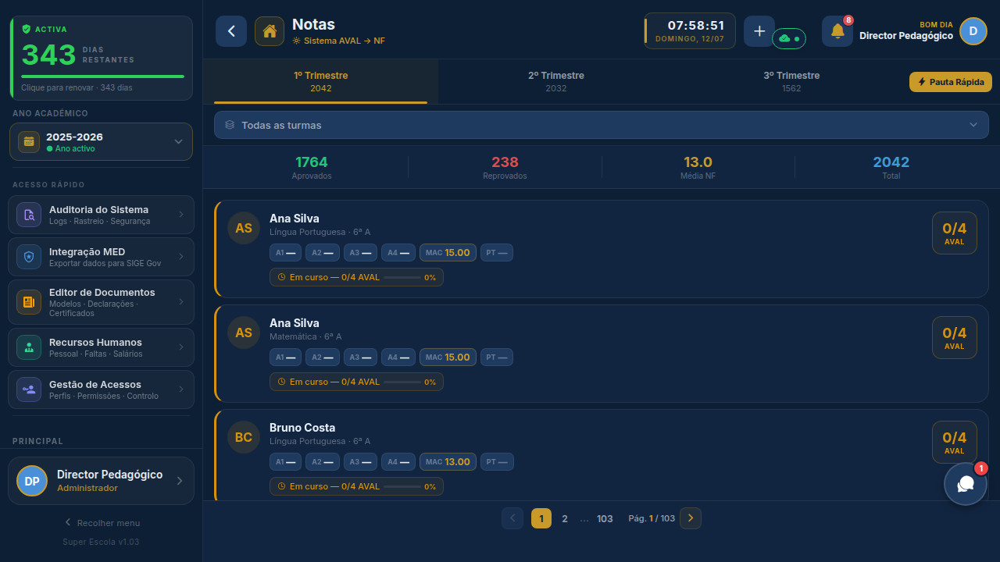 ACTIVA
343 DIAS RESTANTES
Clique para renovar · 343 dias
ANO ACADÉMICO
2025-2026
Ano activo
ACESSO RÁPIDO
Auditoria do Sistema
Logs · Rastreio · Segurança
Integração MED
Exportar dados para SIGE Gov
Editor de Documentos
Modelos · Declarações ·
Certificados
Recursos Humanos
Pessoal · Faltas · Salários
Gestão de Acessos
Perfis · Permissões · Controlo
PRINCIPAL
DP
Director Pedagógico
Administrador
Recolher menu
Super Escola v1.03
Notas
Sistema AVAL → NF
07:58:51
DOMINGO, 12/07
8
BOM DIA
Director Pedagógico
D
1º Trimestre
2042
2º Trimestre
2032
3º Trimestre
1562
Pauta Rápida
Todas as turmas
1764
Aprovados
238
Reprovados
13.0
Média NF
2042
Total
AS
Ana Silva
Língua Portuguesa · 6ª A
A1 — A2 — A3 — A4 — MAC 15.00 PT —
Em curso — 0/4 AVAL 0%
0/4
AVAL
AS
Ana Silva
Matemática · 6ª A
A1 — A2 — A3 — A4 — MAC 15.00 PT —
Em curso — 0/4 AVAL 0%
0/4
AVAL
BC
Bruno Costa
Língua Portuguesa · 6ª A
A1 — A2 — A3 — A4 — MAC 13.00 PT —
Em curso — 0/4 AVAL 0%
0/4
AVAL
1
1 2 ... 103 Pág. 1 / 103